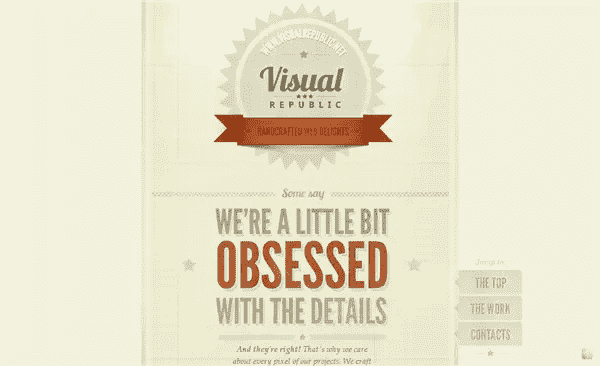 WWW.VISUALREPUBLIC.NET
Visual
REPUBLIC
HANDCRAFTED WEB DELIGHTS
Some say
WE'RE A LITTLE BIT
OBSESSED
WITH THE DETAILS
And they're right! That's why we care
about every pixel of our projects. We craft
Jump to:
THE TOP
THE WORK
CONTACTS